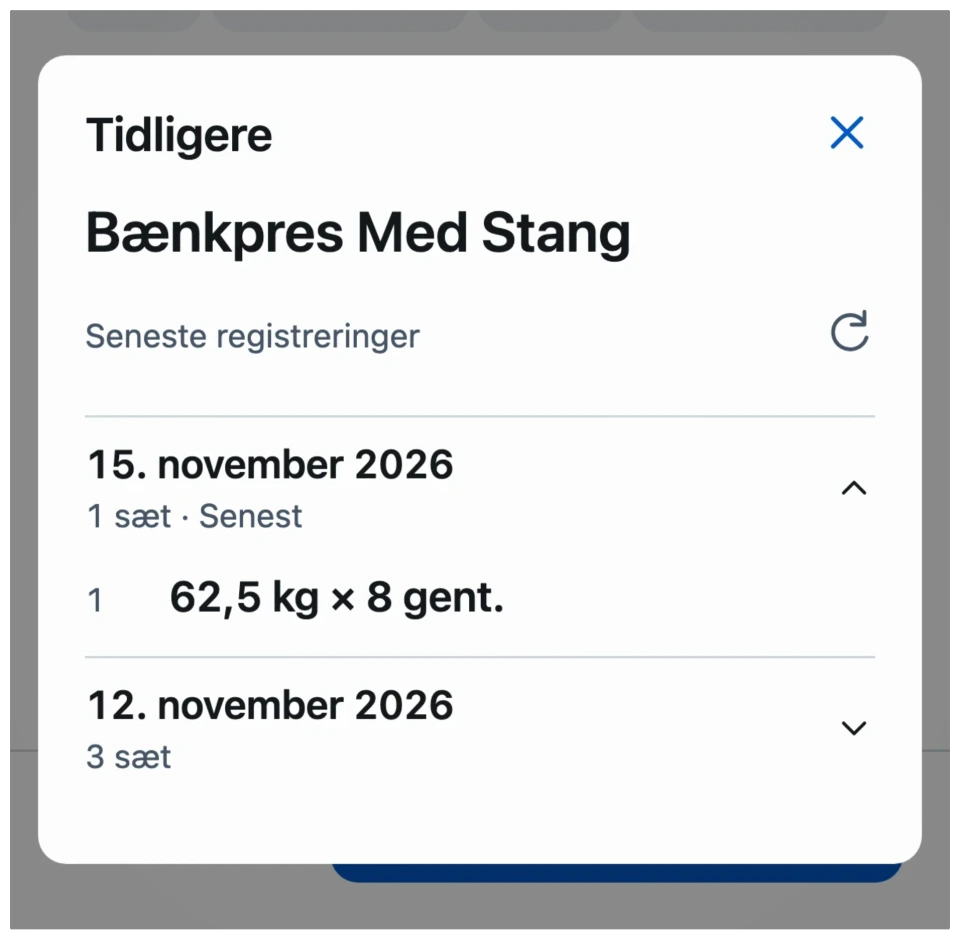 Tidligere
Bænkpres Med Stang
Seneste registreringer
15. november 2026
1 sæt · Senest
1 62,5 kg × 8 gent.
12. november 2026
3 sæt